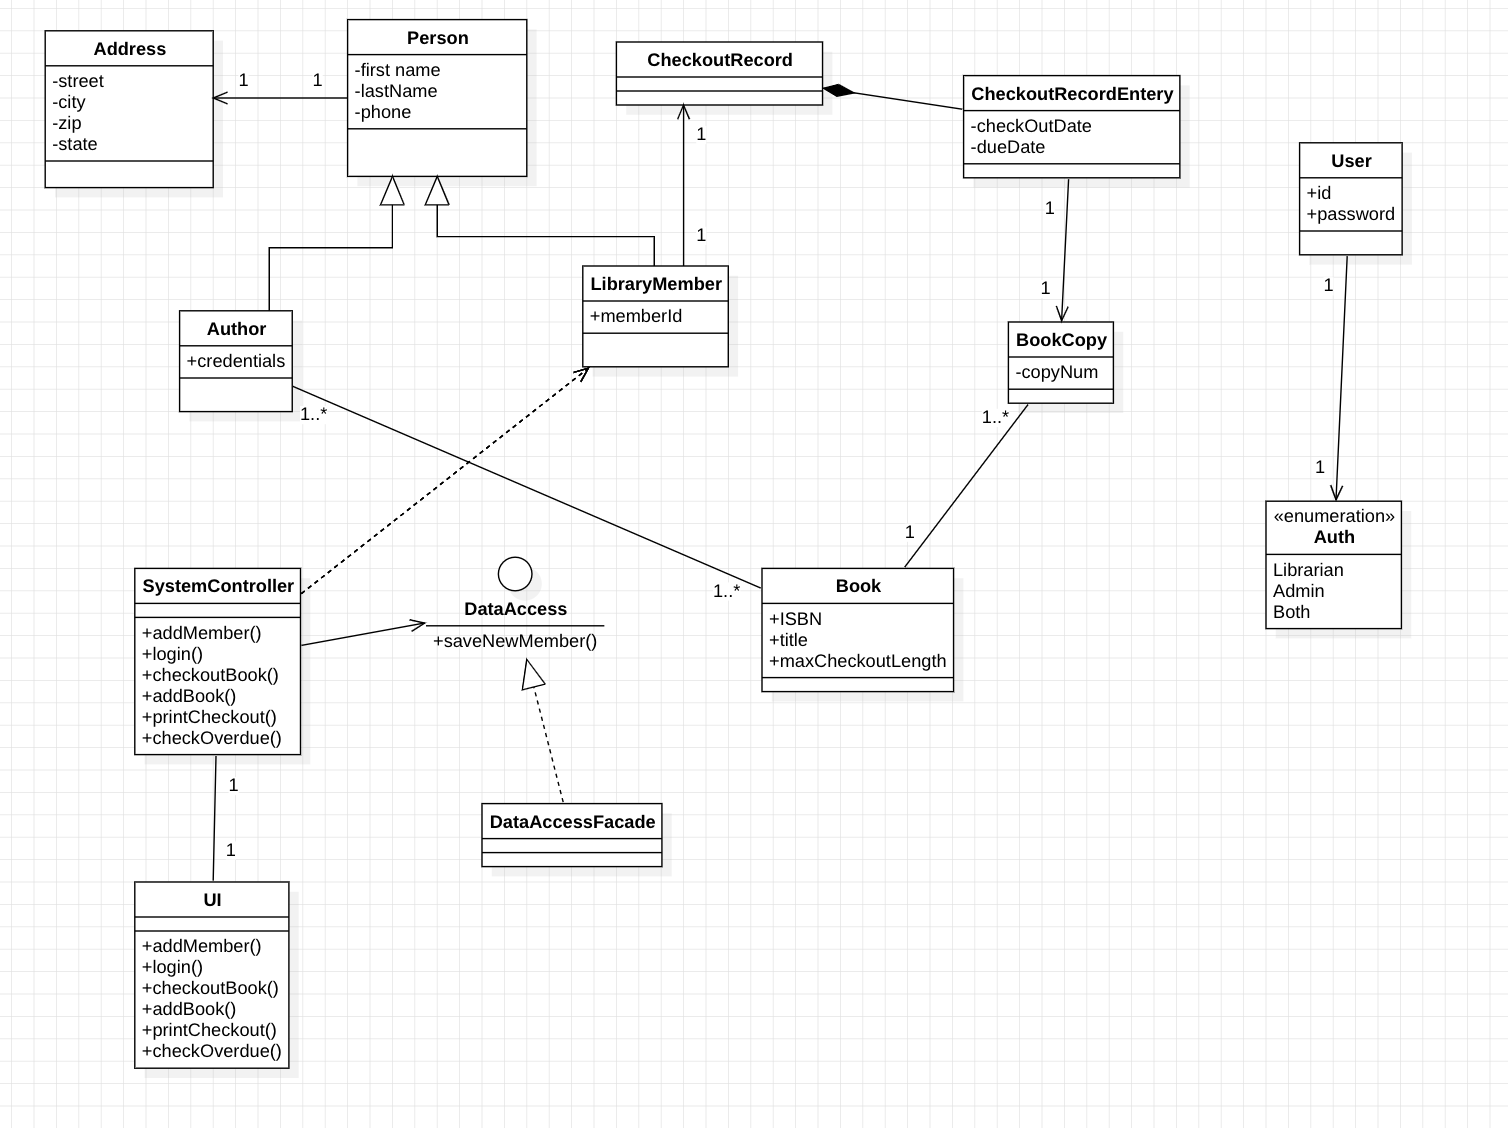 Address
-street
-city
-zip
-state
1
1
Person
-first name
-lastName
-phone
CheckoutRecord
1
1
CheckoutRecordEntery
-checkOutDate
-dueDate
1
1
User
+id
+password
1
1
Author
+credentials
1..*
LibraryMember
+memberId
BookCopy
-copyNum
1..*
1
«enumeration»
Auth
Librarian
Admin
Both
SystemController
+addMember()
+login()
+checkoutBook()
+addBook()
+printCheckout()
+checkOverdue()
DataAccess
+saveNewMember()
1..*
Book
+ISBN
+title
+maxCheckoutLength
1
1
DataAccessFacade
UI
+addMember()
+login()
+checkoutBook()
+addBook()
+printCheckout()
+checkOverdue()